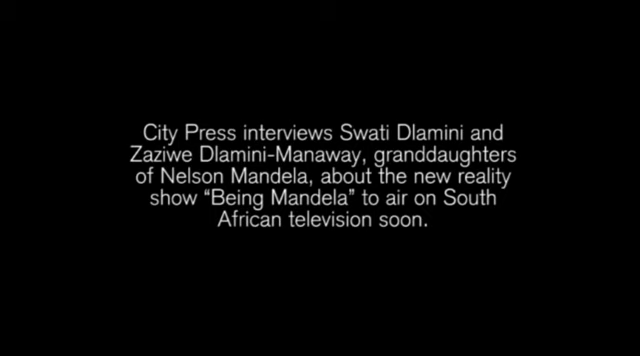 City Press interviews Swati Dlamini and
Zaziwe Dlamini-Manaway, granddaughters
of Nelson Mandela, about the new reality
show “Being Mandela” to air on South
African television soon.